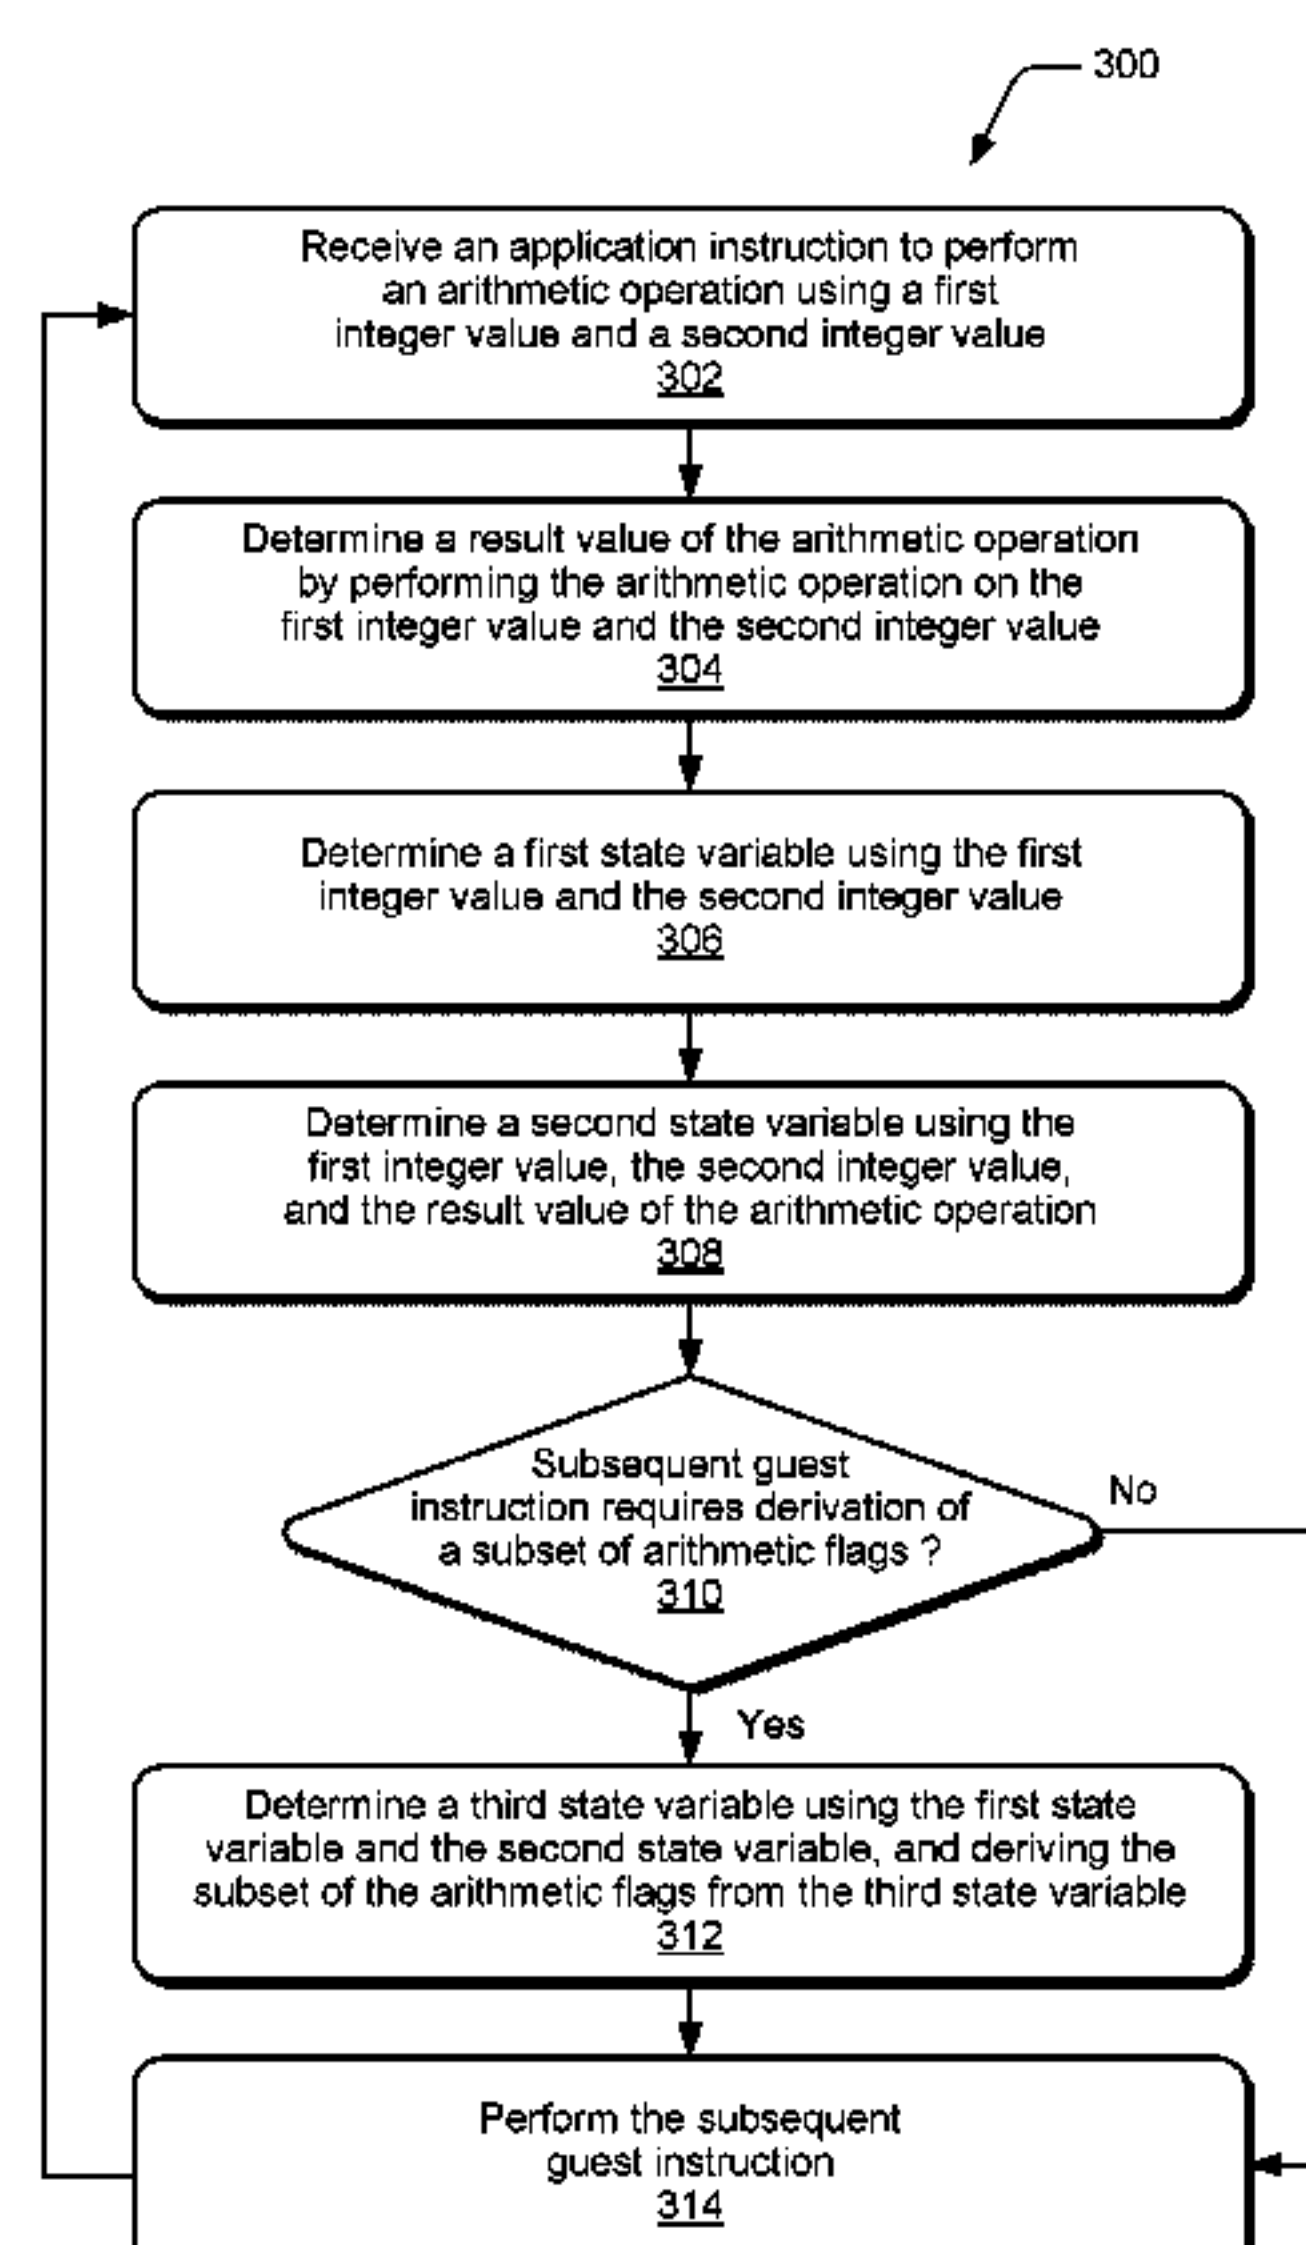 300
Receive an application instruction to perform
an arithmetic operation using a first
integer value and a second integer value
302
Determine a result value of the arithmetic operation
by performing the arithmetic operation on the
first integer value and the second integer value
304
Determine a first state variable using the first
integer value and the second integer value
306
Determine a second state variable using the
first integer value, the second integer value,
and the result value of the arithmetic operation
308
Subsequent guest
instruction requires derivation of
a subset of arithmetic flags ?
310
No
Yes
Determine a third state variable using the first state
variable and the second state variable, and deriving the
subset of the arithmetic flags from the third state variable
312
Perform the subsequent
guest instruction
314